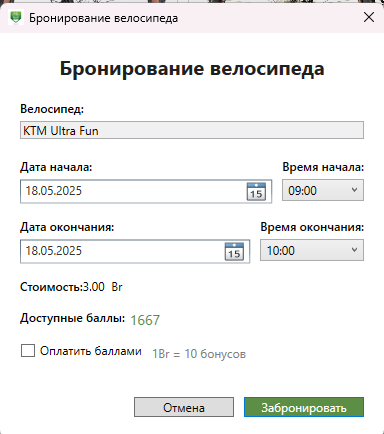 Бронирование велосипеда
Бронирование велосипеда
Велосипед:
KTM Ultra Fun
Дата начала: Время начала:
18.05.2025 15 09:00
Дата окончания: Время окончания:
18.05.2025 15 10:00
Стоимость:3.00 Br
Доступные баллы: 1667
Оплатить баллами 1Br = 10 бонусов
Отмена Забронировать